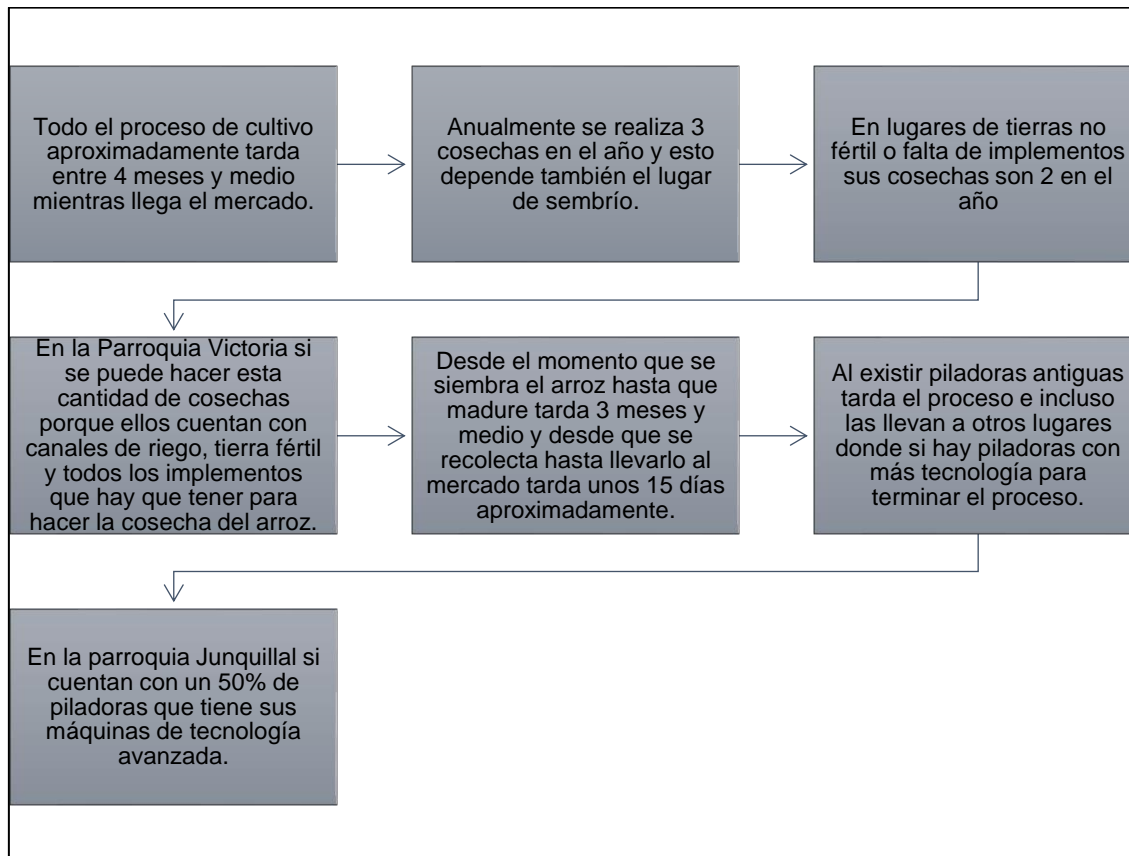 Todo el proceso de cultivo
aproximadamente tarda
entre 4 meses y medio
mientras llega el mercado.
Anualmente se realiza 3
cosechas en el año y esto
depende también el lugar
de sembrío.
En lugares de tierras no
fértil o falta de implementos
sus cosechas son 2 en el
año
En la Parroquia Victoria si
se puede hacer esta
cantidad de cosechas
porque ellos cuentan con
canales de riego, tierra fértil
y todos los implementos
que hay que tener para
hacer la cosecha del arroz.
Desde el momento que se
siembra el arroz hasta que
madure tarda 3 meses y
medio y desde que se
recolecta hasta llevarlo al
mercado tarda unos 15 días
aproximadamente.
Al existir piladoras antiguas
tarda el proceso e incluso
las llevan a otros lugares
donde si hay piladoras con
más tecnología para
terminar el proceso.
En la parroquia Junquillal si
cuentan con un 50% de
piladoras que tiene sus
máquinas de tecnología
avanzada.